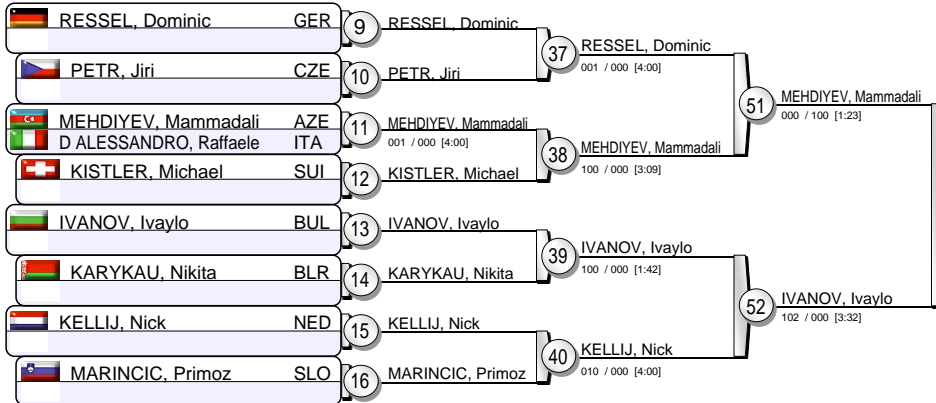 RESSEL, Dominic GER
PETR, Jiri CZE
MEHDIYEV, Mammadali AZE
D ALESSANDRO, Raffaele ITA
KISTLER, Michael SUI
IVANOV, Ivaylo BUL
KARYKAU, Nikita BLR
KELLIJ, Nick NED
MARINCIC, Primoz SLO
9 RESSEL, Dominic
10 PETR, Jiri
11 MEHDIYEV, Mammadali
001 / 000 [4:00]
12 KISTLER, Michael
13 IVANOV, Ivaylo
14 KARYKAU, Nikita
15 KELLIJ, Nick
16 MARINCIC, Primoz
37 RESSEL, Dominic
001 / 000 [4:00]
38 MEHDIYEV, Mammadali
100 / 000 [3:09]
39 IVANOV, Ivaylo
100 / 000 [1:42]
40 KELLIJ, Nick
010 / 000 [4:00]
51 MEHDIYEV, Mammadali
000 / 100 [1:23]
52 IVANOV, Ivaylo
102 / 000 [3:32]